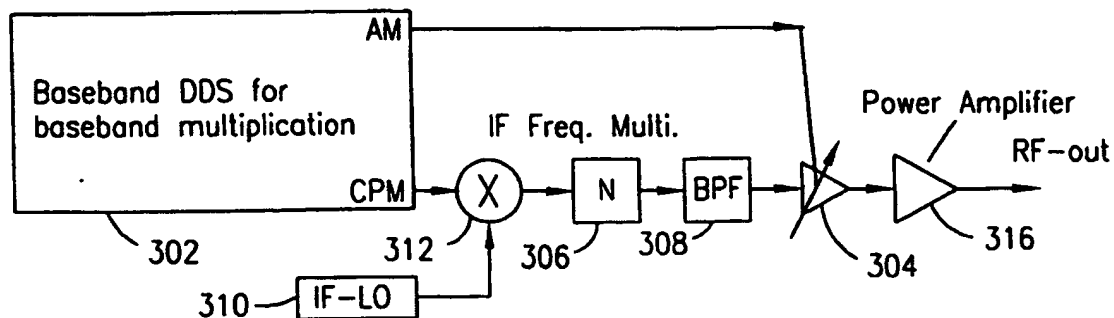 AM
Baseband DDS for
baseband multiplication
Power Amplifier
IF Freq. Multi.
RF-out
CPM
X
N
BPF
302
312
306
308
304
316
310
IF-LO